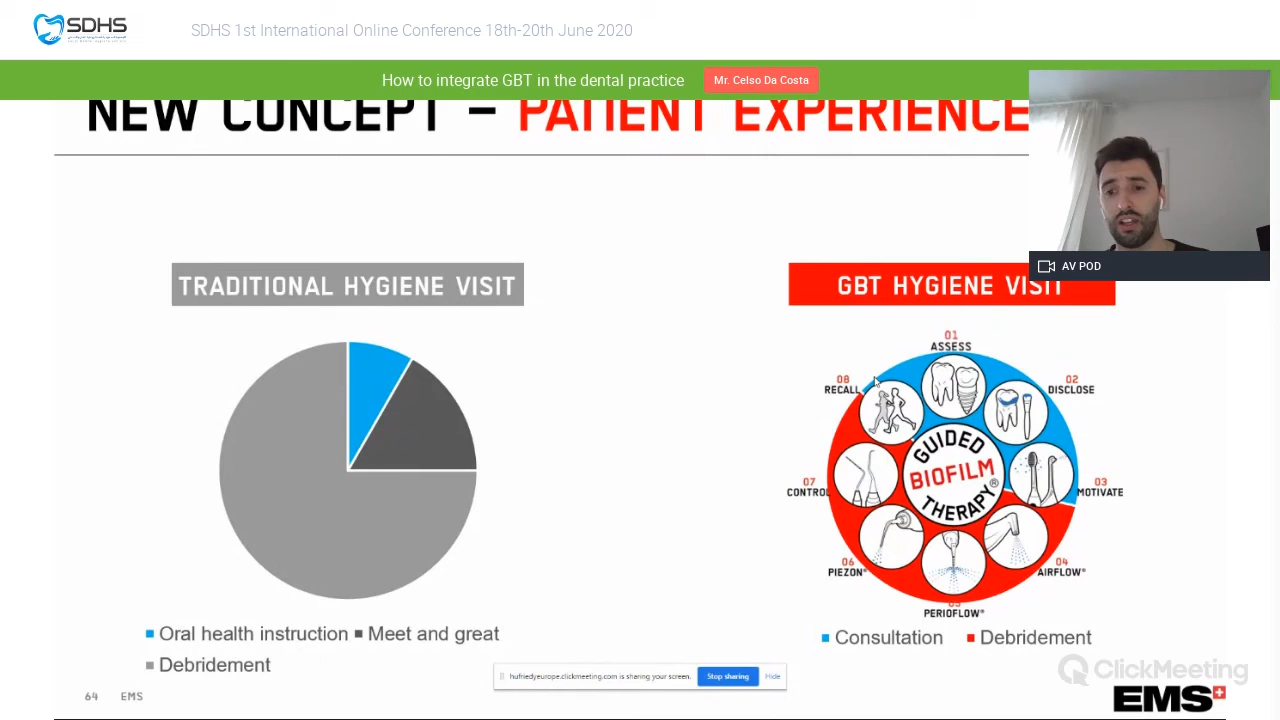 SDHS
SDHS 1st International Online Conference 18th-20th June 2020
How to integrate GBT in the dental practice
Mr. Celso Da Costa
NEW CONCEPT – PATIENT EXPERIENCE
AV POD
TRADITIONAL HYGIENE VISIT
GBT HYGIENE VISIT
01
ASSESS
08
RECALL
02
DISCLOSE
GUIDED
BIOFILM
THERAPY®
07
CONTROL
03
MOTIVATE
06
PIEZON®
04
AIRFLOW®
05
PERIOFLOW®
Oral health instruction
Meet and great
Debridement
Consultation
Debridement
hufriedyeurope.clickmeeting.com is sharing your screen.
Stop sharing
Hide
ClickMeeting
64
EMS
EMS+